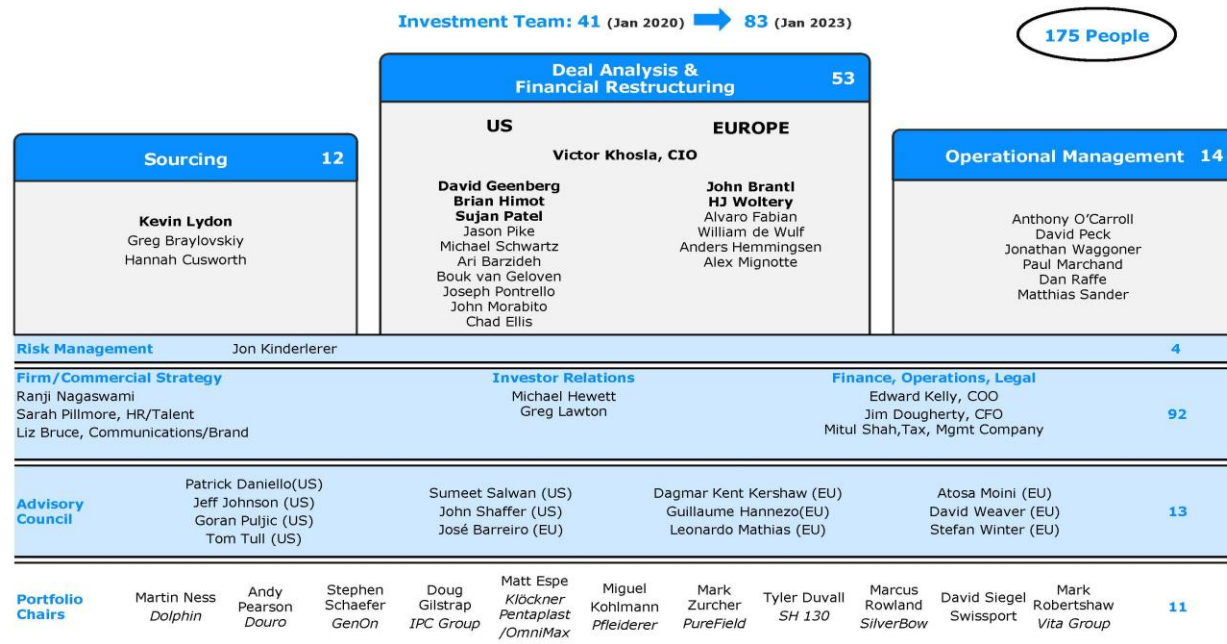 Investment Team: 41 (Jan 2020) 83 (Jan 2023)
175 People
Deal Analysis &
Financial Restructuring 53
US EUROPE
Victor Khosla, CIO
David Geenberg
Brian Himot
Sujan Patel
Jason Pike
Michael Schwartz
Ari Barzideh
Bouk van Geloven
Joseph Pontrello
John Morabito
Chad Ellis
John Brantl
HJ Woltery
Alvaro Fabian
William de Wulf
Anders Hemmingsen
Alex Mignotte
Sourcing 12
Kevin Lydon
Greg Braylovskiy
Hannah Cusworth
Operational Management 14
Anthony O’Carroll
David Peck
Jonathan Waggoner
Paul Marchand
Dan Raffe
Matthias Sander
Risk Management Jon Kinderlerer 4
Firm/Commercial Strategy
Ranji Nagaswami
Sarah Pillmore, HR/Talent
Liz Bruce, Communications/Brand
Investor Relations
Michael Hewett
Greg Lawton
Finance, Operations, Legal
Edward Kelly, COO
Jim Dougherty, CFO
Mitul Shah,Tax, Mgmt Company
92
Advisory
Council
Patrick Daniello(US)
Jeff Johnson (US)
Goran Puljic (US)
Tom Tull (US)
Sumeet Salwan (US)
John Shaffer (US)
José Barreiro (EU)
Dagmar Kent Kershaw (EU)
Guillaume Hannezo(EU)
Leonardo Mathias (EU)
Atosa Moini (EU)
David Weaver (EU)
Stefan Winter (EU)
13
Portfolio
Chairs
Martin Ness
Dolphin
Andy
Pearson
Douro
Stephen
Schaefer
GenOn
Doug
Gilstrap
IPC Group
Matt Espe
Klöckner
Pentaplast
/OmniMax
Miguel
Kohlmann
Pfleiderer
Mark
Zurcher
PureField
Tyler Duvall
SH 130
Marcus
Rowland
SilverBow
David Siegel
Swissport
Mark
Robertshaw
Vita Group
11